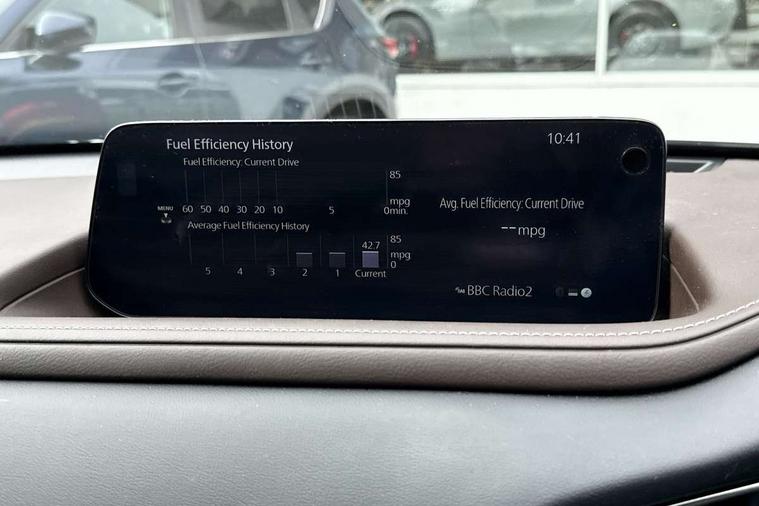 Fuel Efficiency History
10:41
Fuel Efficiency: Current Drive
85
mpg
MENU
60 50 40 30 20 10 5 0min.
Average Fuel Efficiency History
42.7
85
mpg
0
5 4 3 2 1 Current
Avg. Fuel Efficiency: Current Drive
--mpg
BBC Radio2